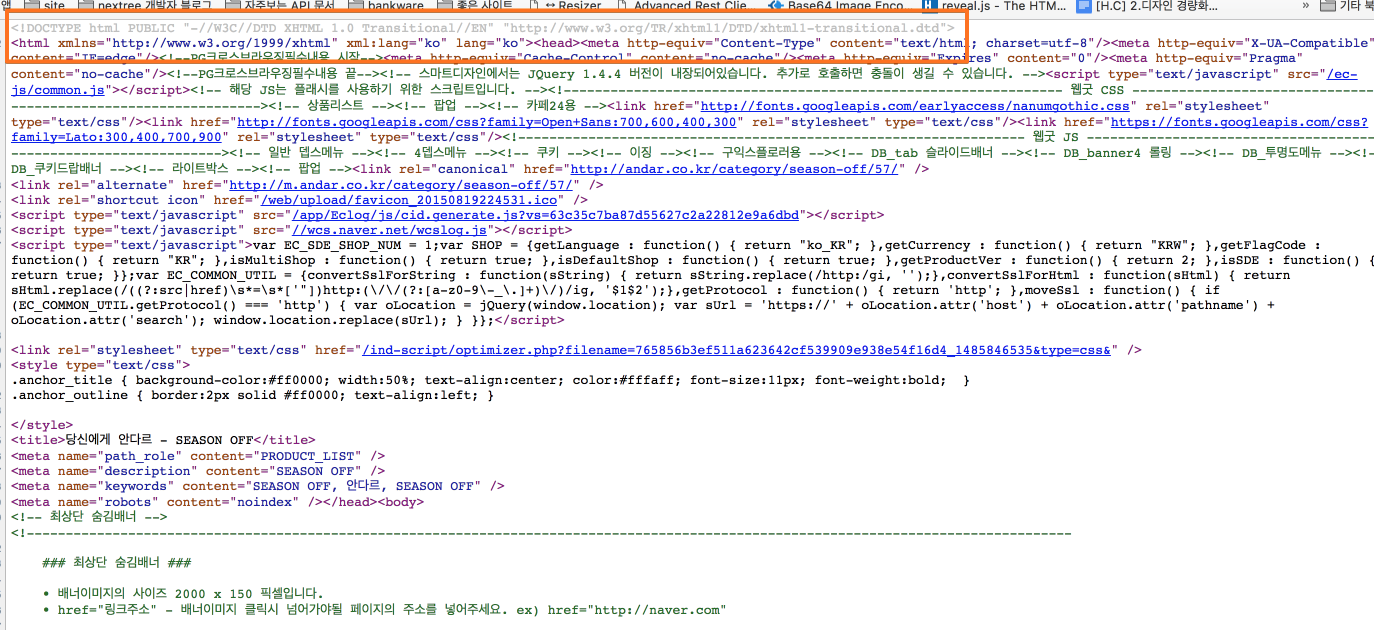 앱 site nextree 개발자 블로그 자주보는 API 문서 bankware 좋은 사이트 ↔ Resizer Advanced Rest Clie... Base64 Image Enco... reveal.js - The HTM... [H.C] 2.디자인 경량화... » 기타 북
<!DOCTYPE html PUBLIC "-//W3C//DTD XHTML 1.0 Transitional//EN" "http://www.w3.org/TR/xhtml1/DTD/xhtml1-transitional.dtd">
<html xmlns="http://www.w3.org/1999/xhtml" xml:lang="ko" lang="ko"><head><meta http-equiv="Content-Type" content="text/html; charset=utf-8"/><meta http-equiv="X-UA-Compatible"
content="IE=edge"/><!--PG크로스브라우징필수내용 시작--><meta http-equiv="Cache-Control" content="no-cache"/><meta http-equiv="Expires" content="0"/><meta http-equiv="Pragma"
content="no-cache"/><!--PG크로스브라우징필수내용 끝--><!-- 스마트디자인에서는 JQuery 1.4.4 버전이 내장되어있습니다. 추가로 호출하면 충돌이 생길 수 있습니다. --><script type="text/javascript" src="/ec-
js/common.js"></script><!-- 해당 JS는 플래시를 사용하기 위한 스크립트입니다. --><!--------------------------------------------------------------- 웹굿 CSS --------------------------------
---------------------------------><!-- 상품리스트 --><!-- 팝업 --><!-- 카페24용 --><link href="http://fonts.googleapis.com/earlyaccess/nanumgothic.css" rel="stylesheet"
type="text/css"/><link href="http://fonts.googleapis.com/css?family=Open+Sans:700,600,400,300" rel="stylesheet" type="text/css"/><link href="https://fonts.googleapis.com/css?
family=Lato:300,400,700,900" rel="stylesheet" type="text/css"/><!----------------------------------------------------------------- 웹굿 JS --------------------------------------
----------------------------><!-- 일반 뎁스메뉴 --><!-- 4뎁스메뉴 --><!-- 쿠키 --><!-- 이징 --><!-- 구익스플로러용 --><!-- DB_tab 슬라이드배너 --><!-- DB_banner4 롤링 --><!-- DB_투명도메뉴 --><!--
DB_쿠키드랍배너 --><!-- 라이트박스 --><!-- 팝업 --><link rel="canonical" href="http://andar.co.kr/category/season-off/57/" />
<link rel="alternate" href="http://m.andar.co.kr/category/season-off/57/" />
<link rel="shortcut icon" href="/web/upload/favicon_20150819224531.ico" />
<script type="text/javascript" src="/app/Eclog/js/cid.generate.js?vs=63c35c7ba87d55627c2a22812e9a6dbd"></script>
<script type="text/javascript" src="//wcs.naver.net/wcslog.js"></script>
<script type="text/javascript">var EC_SDE_SHOP_NUM = 1;var SHOP = {getLanguage : function() { return "ko_KR"; },getCurrency : function() { return "KRW"; },getFlagCode :
function() { return "KR"; },isMultiShop : function() { return true; },isDefaultShop : function() { return true; },getProductVer : function() { return 2; },isSDE : function() {
return true; }};var EC_COMMON_UTIL = {convertSslForString : function(sString) { return sString.replace(/http:/gi, '');},convertSslForHtml : function(sHtml) { return
sHtml.replace(/((?:src|href)\s*=\s*['"])http:(\/\/(?:[a-z0-9\-_\.]+)\/)/ig, '$1$2');},getProtocol : function() { return 'http'; },moveSsl : function() { if
(EC_COMMON_UTIL.getProtocol() === 'http') { var oLocation = jQuery(window.location); var sUrl = 'https://' + oLocation.attr('host') + oLocation.attr('pathname') +
oLocation.attr('search'); window.location.replace(sUrl); } }};</script>
<link rel="stylesheet" type="text/css" href="/ind-script/optimizer.php?filename=765856b3ef511a623642cf539909e938e54f16d4_1485846535&type=css&" />
<style type="text/css">
.anchor_title { background-color:#ff0000; width:50%; text-align:center; color:#fffaff; font-size:11px; font-weight:bold; }
.anchor_outline { border:2px solid #ff0000; text-align:left; }
</style>
<title>당신에게 안다르 - SEASON OFF</title>
<meta name="path_role" content="PRODUCT_LIST" />
<meta name="description" content="SEASON OFF" />
<meta name="keywords" content="SEASON OFF, 안다르, SEASON OFF" />
<meta name="robots" content="noindex" /></head><body>
<!-- 최상단 숨김배너 -->
<!---------------------------------------------------------------------------------------------------------------------------------------
### 최상단 숨김배너 ###
• 배너이미지의 사이즈 2000 x 150 픽셀입니다.
• href="링크주소" - 배너이미지 클릭시 넘어가야될 페이지의 주소를 넣어주세요. ex) href="http://naver.com"